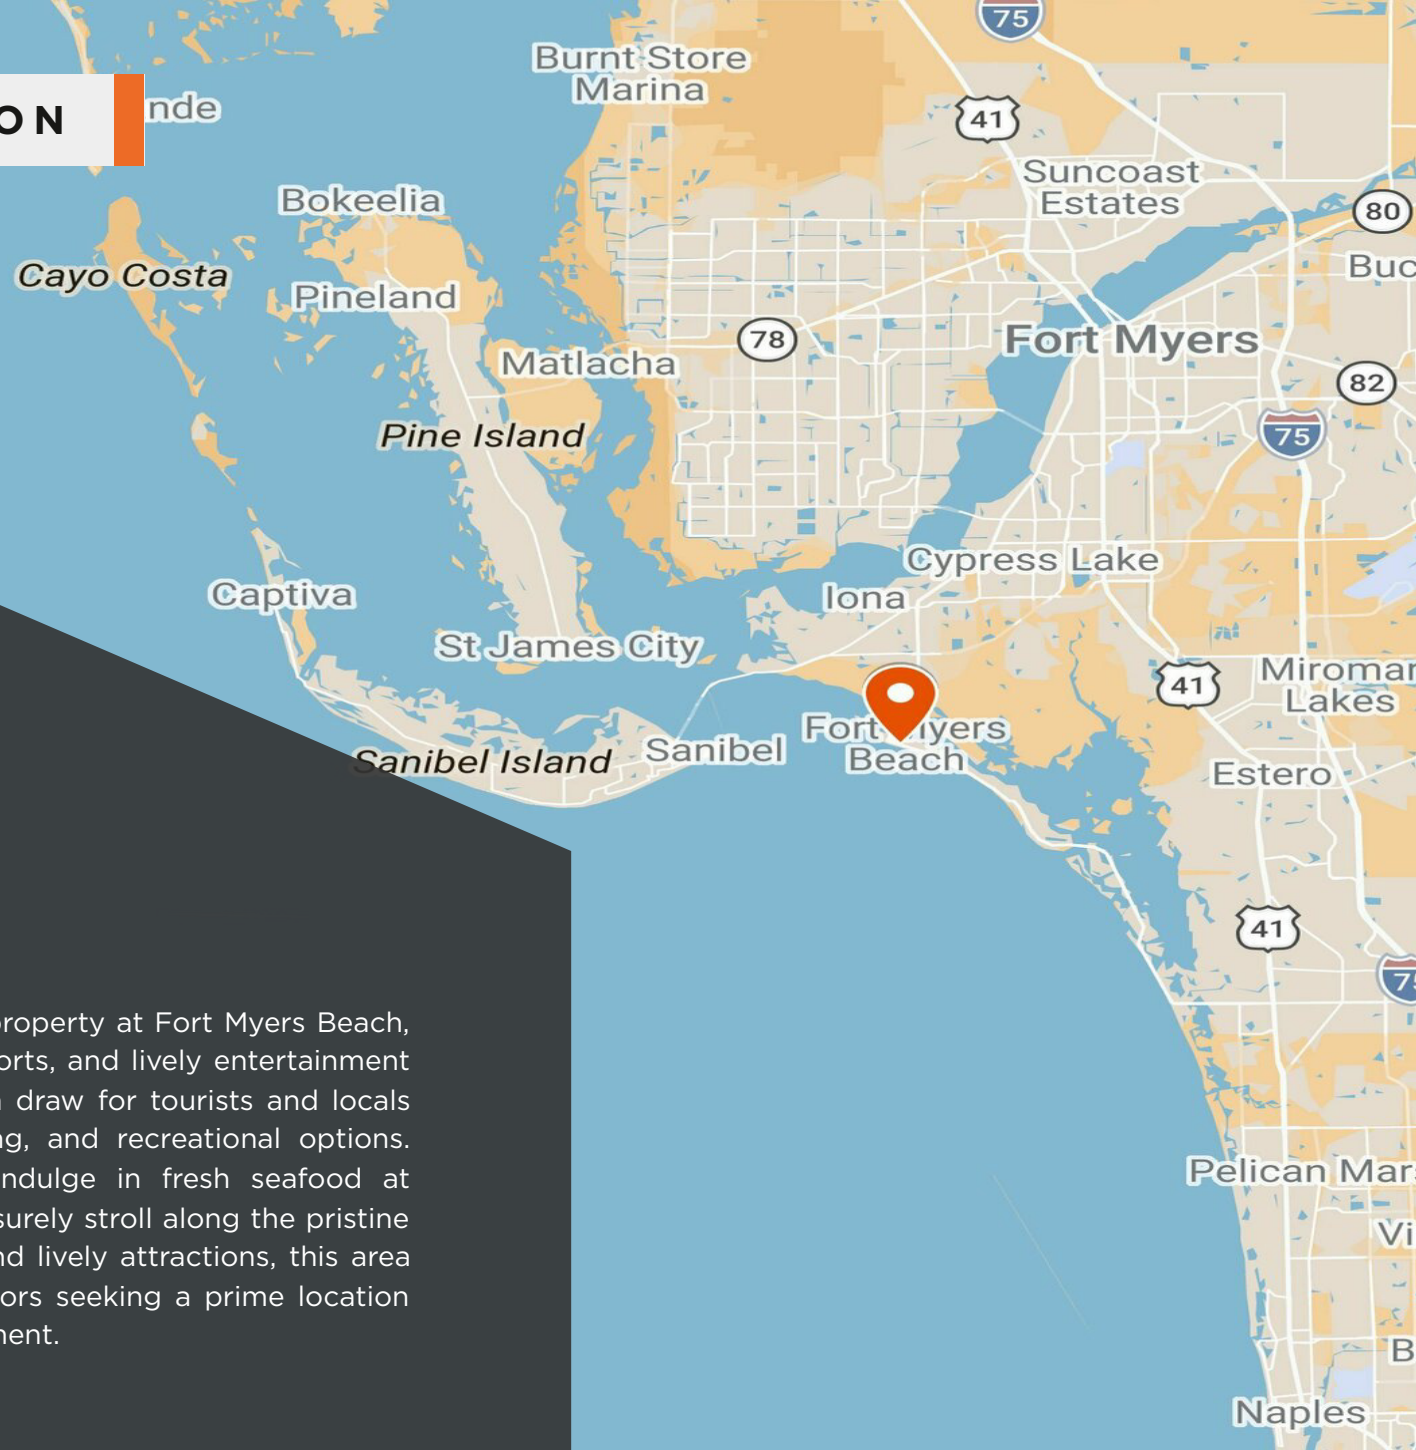 75
Burnt Store
Marina
ON
nde
41
Suncoast
Estates
Bokeelia
80
Cayo Costa
Buc
Pineland
78
Fort Myers
Matlacha
82
Pine Island
75
Cypress Lake
Captiva
Iona
St James City
41
Miromar
Lakes
Fort
yers
Beach
Sanibel Island
Sanibel
Estero
41
75
property at Fort Myers Beach,
orts, and lively entertainment
draw for tourists and locals
ng, and recreational options.
ndulge in fresh seafood at
surely stroll along the pristine
nd lively attractions, this area
ors seeking a prime location
nent.
Pelican Mar
Vi
B
Naples